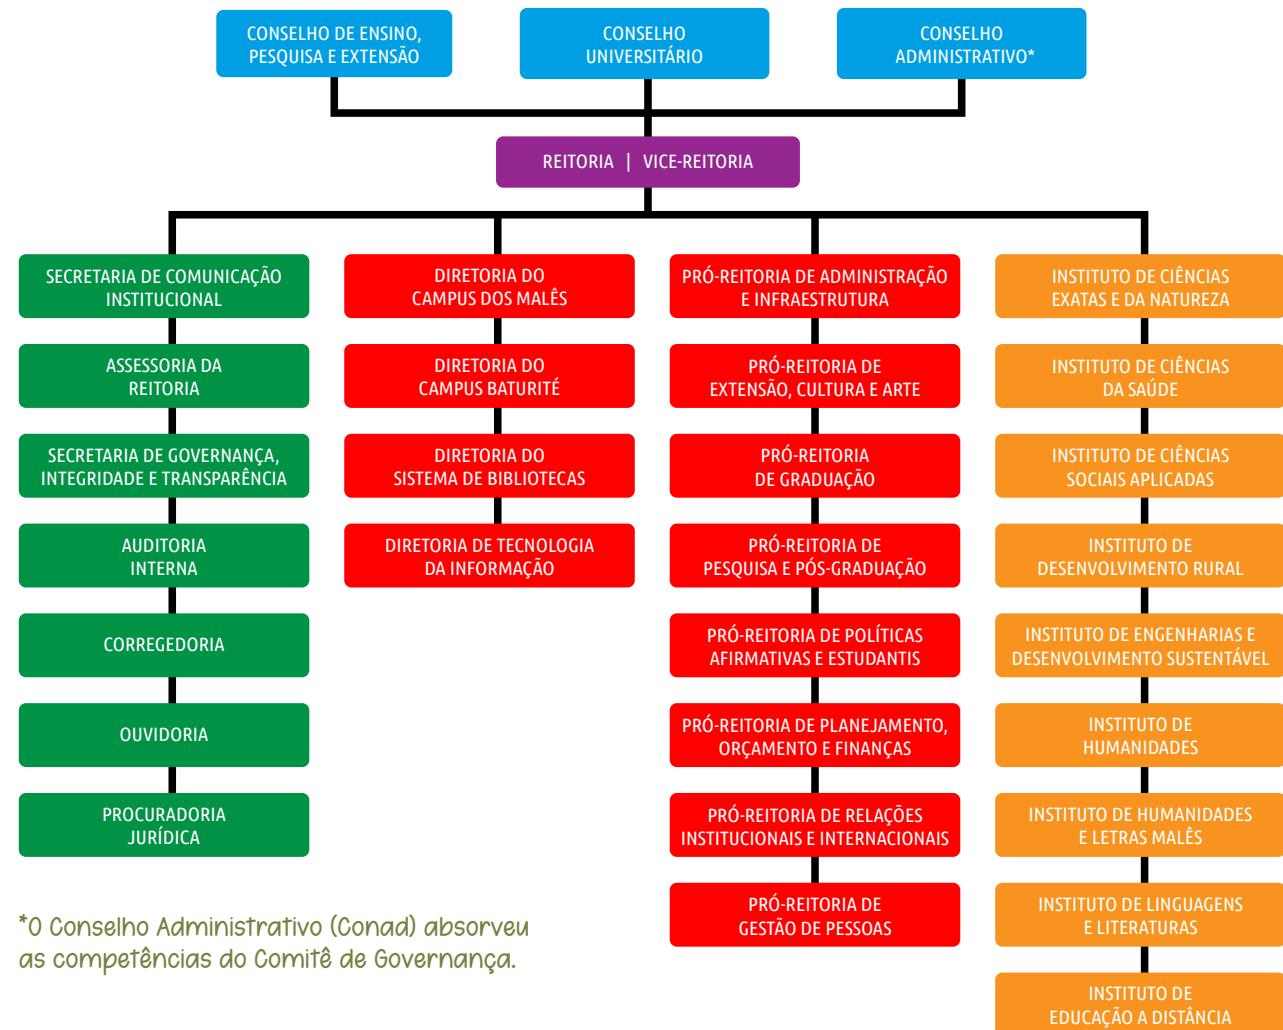 CONSELHO DE ENSINO,
PESQUISA E EXTENSÃO
CONSELHO
UNIVERSITÁRIO
CONSELHO
ADMINISTRATIVO*
REITORIA | VICE-REITORIA
SECRETARIA DE COMUNICAÇÃO
INSTITUCIONAL
ASSESSORIA DA
REITORIA
SECRETARIA DE GOVERNANÇA,
INTEGRIDADE E TRANSPARÊNCIA
AUDITORIA
INTERNA
CORREGEDORIA
OUVIDORIA
PROCURADORIA
JURÍDICA
DIRETORIA DO
CAMPUS DOS MALÊS
DIRETORIA DO
CAMPUS BATURITÉ
DIRETORIA DO
SISTEMA DE BIBLIOTECAS
DIRETORIA DE TECNOLOGIA
DA INFORMAÇÃO
PRÓ-REITORIA DE ADMINISTRAÇÃO
E INFRAESTRUTURA
PRÓ-REITORIA DE
EXTENSÃO, CULTURA E ARTE
PRÓ-REITORIA
DE GRADUAÇÃO
PRÓ-REITORIA DE
PESQUISA E PÓS-GRADUAÇÃO
PRÓ-REITORIA DE POLÍTICAS
AFIRMATIVAS E ESTUDANTIS
PRÓ-REITORIA DE PLANEJAMENTO,
ORÇAMENTO E FINANÇAS
PRÓ-REITORIA DE RELAÇÕES
INSTITUCIONAIS E INTERNACIONAIS
PRÓ-REITORIA DE
GESTÃO DE PESSOAS
INSTITUTO DE CIÊNCIAS
EXATAS E DA NATUREZA
INSTITUTO DE CIÊNCIAS
DA SAÚDE
INSTITUTO DE CIÊNCIAS
SOCIAIS APLICADAS
INSTITUTO DE
DESENVOLVIMENTO RURAL
INSTITUTO DE ENGENHARIAS E
DESENVOLVIMENTO SUSTENTÁVEL
INSTITUTO DE
HUMANIDADES
INSTITUTO DE HUMANIDADES
E LETRAS MALÊS
INSTITUTO DE LINGUAGENS
E LITERATURAS
INSTITUTO DE
EDUCAÇÃO A DISTÂNCIA
*O Conselho Administrativo (Conad) absorveu
as competências do Comitê de Governança.